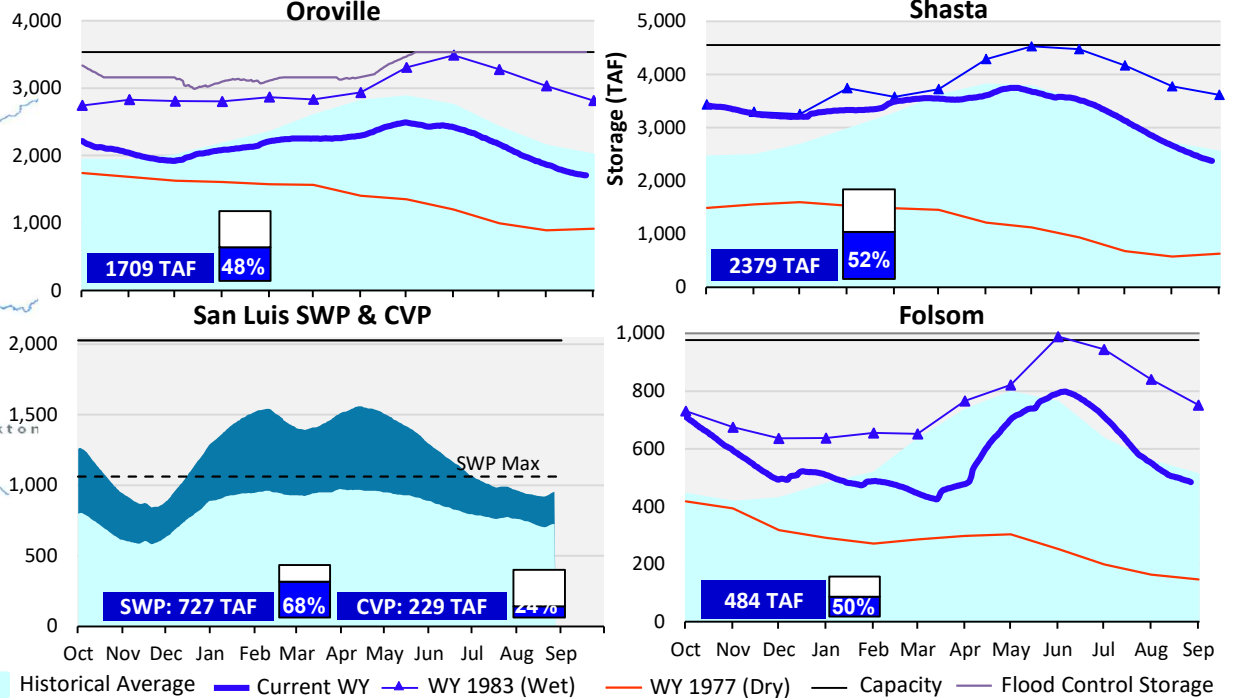 Oroville
4,000
3,000
2,000
1,000
0
1709 TAF
48%
Shasta
Storage (TAF)
5,000
4,000
3,000
2,000
1,000
0
2379 TAF
52%
San Luis SWP & CVP
2,000
1,500
1,000
500
0
SWP Max
SWP: 727 TAF
68%
CVP: 229 TAF
24%
Oct Nov Dec Jan Feb Mar Apr May Jun Jul Aug Sep
Folsom
1,000
800
600
400
200
0
484 TAF
50%
Oct Nov Dec Jan Feb Mar Apr May Jun Jul Aug Sep
kton
Historical Average Current WY WY 1983 (Wet) WY 1977 (Dry) Capacity Flood Control Storage